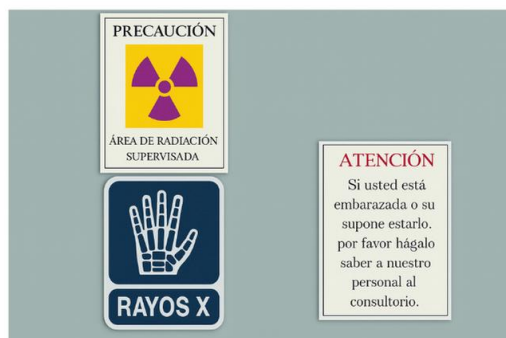 PRECAUCIÓN
ÁREA DE RADIACIÓN
SUPERVISADA
RAYOS X
ATENCIÓN
Si usted está
embarazada o su
supone estarlo.
por favor hágalo
saber a nuestro
personal al
consultorio.